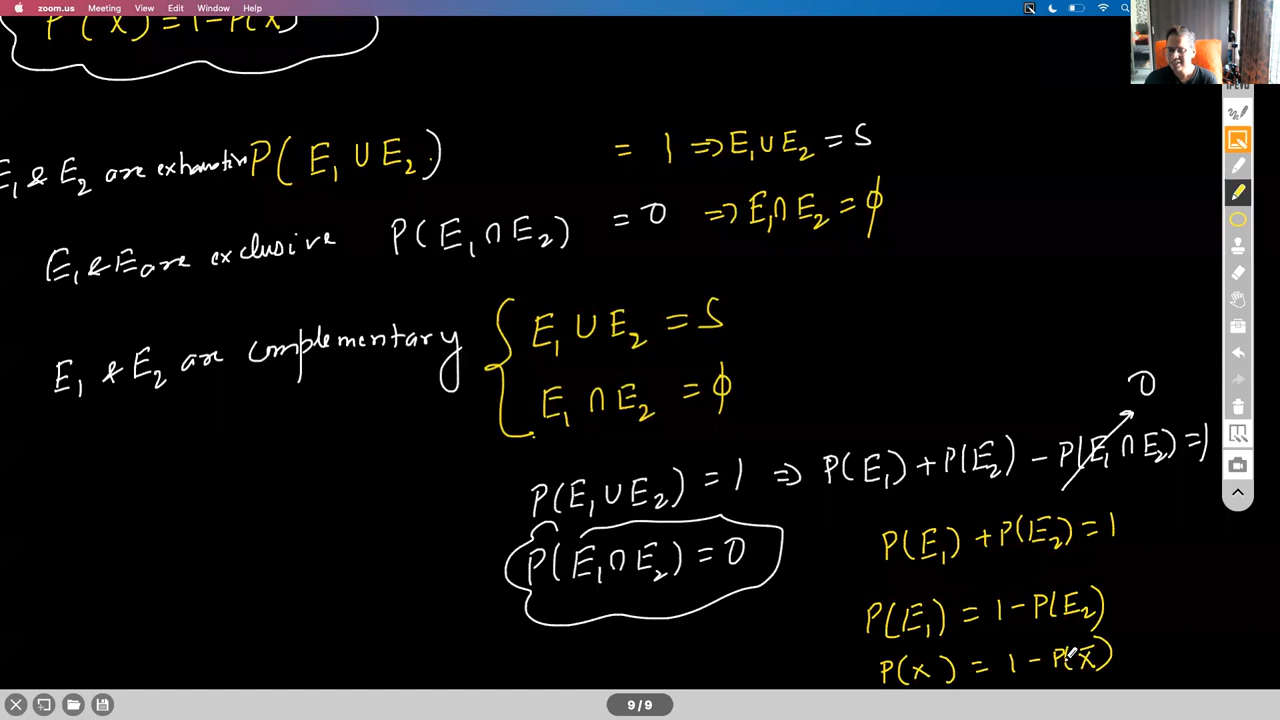 zoom.us Meeting View Edit Window Help
P(X) = 1 - P(X)
E₁ & E₂ are exhaustive P(E₁ ∪ E₂) = 1 ⇒ E₁ ∪ E₂ = S
E₁ & E are exclusive P(E₁ ∩ E₂) = 0 ⇒ E₁ ∩ E₂ = ϕ
E₁ & E₂ are complementary { E₁ ∪ E₂ = S
E₁ ∩ E₂ = ϕ
0
P(E₁ ∪ E₂) = 1 ⇒ P(E₁) + P(E₂) - P(E₁ ∩ E₂) = 1
P(E₁ ∩ E₂) = 0
P(E₁) + P(E₂) = 1
P(E₁) = 1 - P(E₂)
P(x) = 1 - P(x̄)
9/9